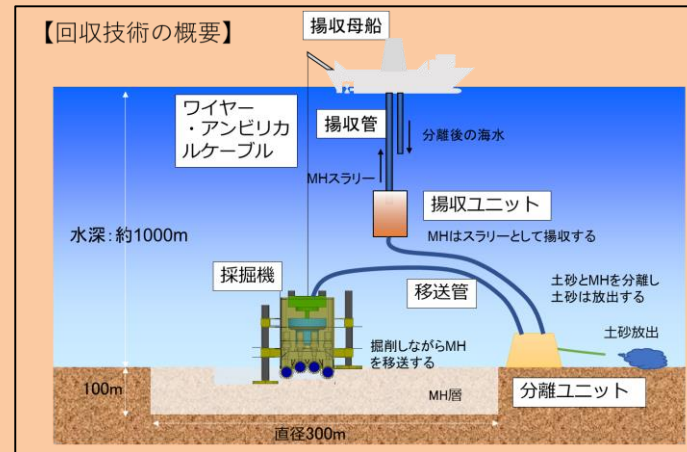 【回収技術の概要】
揚収母船
ワイヤー
・アンビリカ
ルケーブル
揚収管
分離後の海水
MHスラリー
揚収ユニット
MHはスラリーとして揚収する
水深:約1000m
採掘機
移送管
土砂とMHを分離し
土砂は放出する
土砂放出
掘削しながらMH
を移送する
100m
MH層
分離ユニット
直径300m